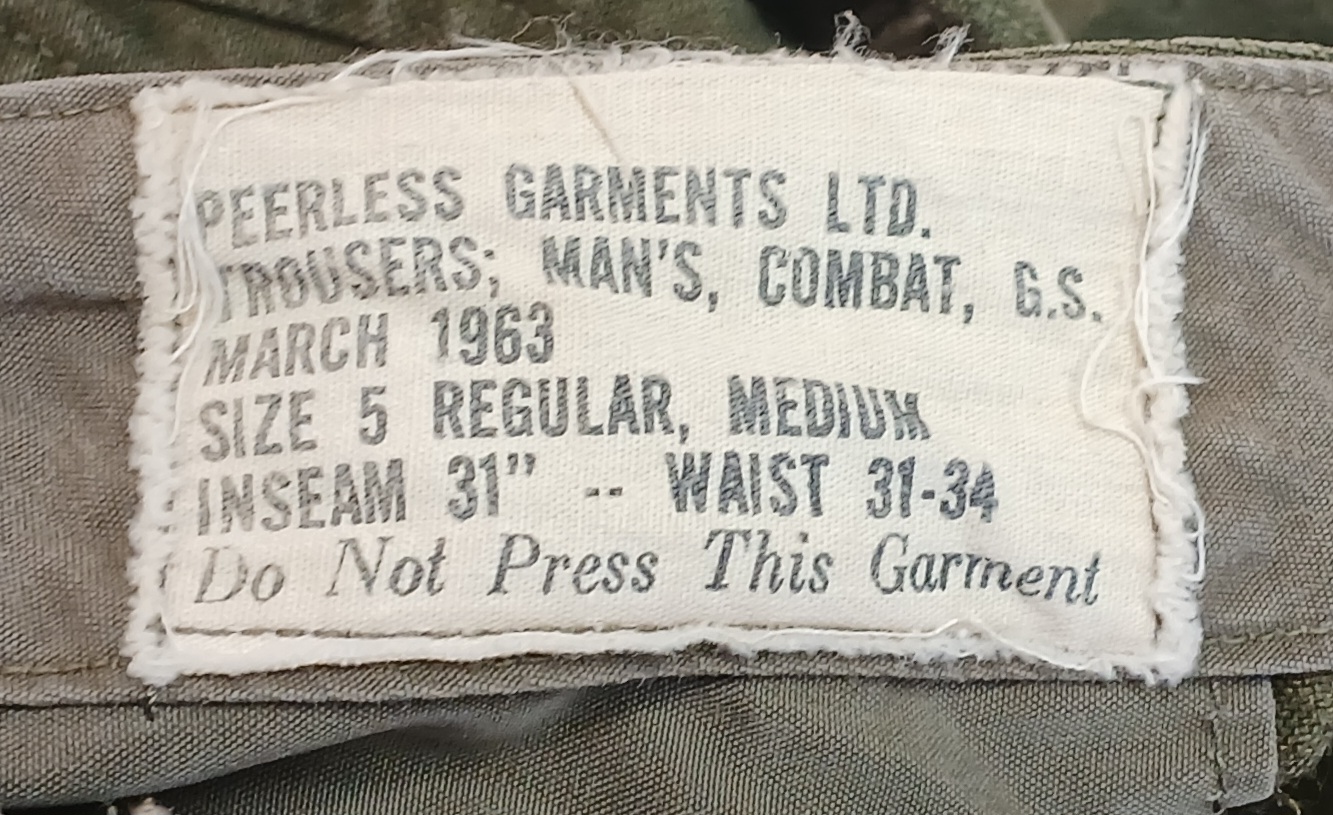 PEERLESS GARMENTS LTD.
TROUSERS; MAN'S, COMBAT, G.S.
MARCH 1963
SIZE 5 REGULAR, MEDIUM
INSEAM 31" -- WAIST 31-34
Do Not Press This Garment